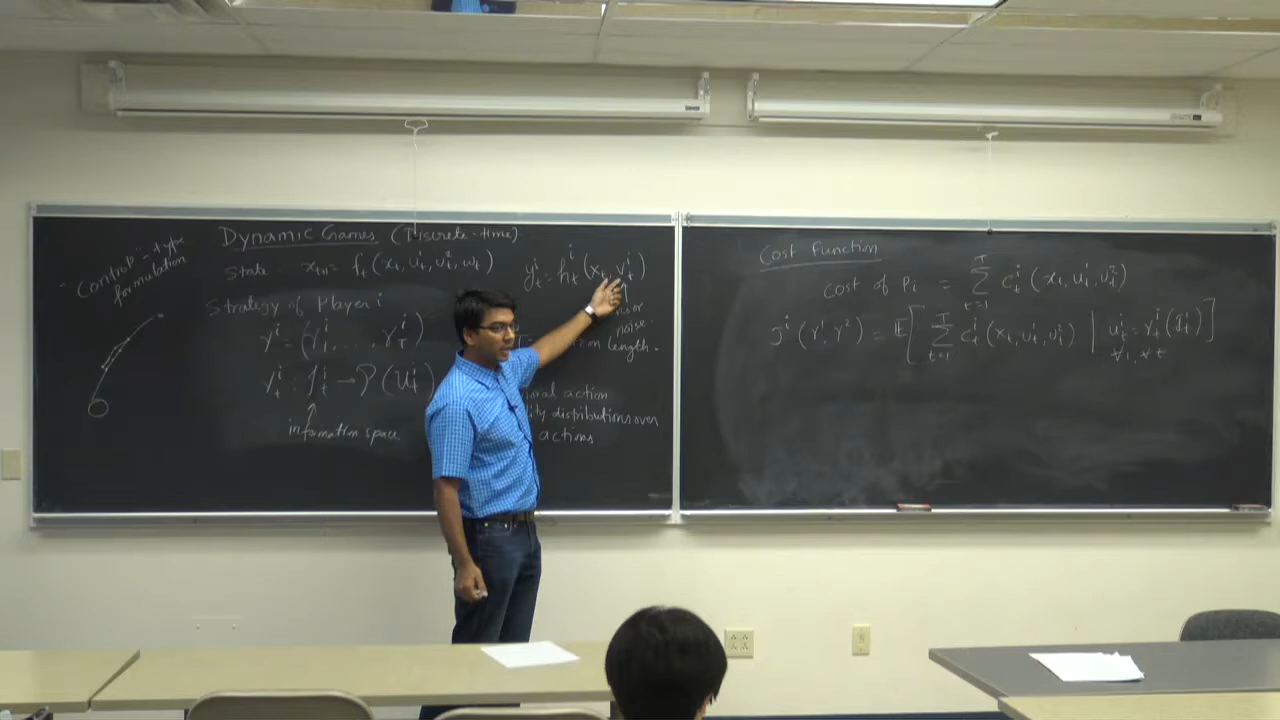 "Control"-type
formulation
Dynamic Games (Discrete-time)
State x_{t+1} = f_t(x_t, u_t^1, u_t^2, w_t)
y_t^i = h_t^i(x_t, v_t^i)
noise.
Strategy of Player i
γ^i = (γ_1^i, ..., γ_T^i)
length.
γ_t^i : I_t^i → P(U_t^i)
information space
action
distributions over
actions
Cost Function
Cost of P_i = Σ_{t=1}^T c_t^i(x_t, u_t^1, u_t^2)
J^i(γ^1, γ^2) = E[Σ_{t=1}^T c_t^i(x_t, u_t^1, u_t^2) | u_t^i = γ_t^i(I_t^i)]
∀ i, ∀ t